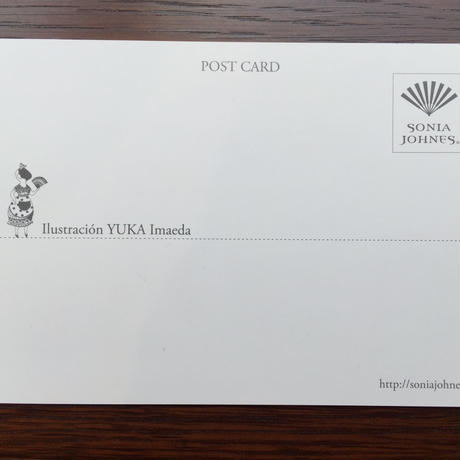 POST CARD
SONIA
JOHNES®
Ilustración YUKA Imaeda
http://soniajohne